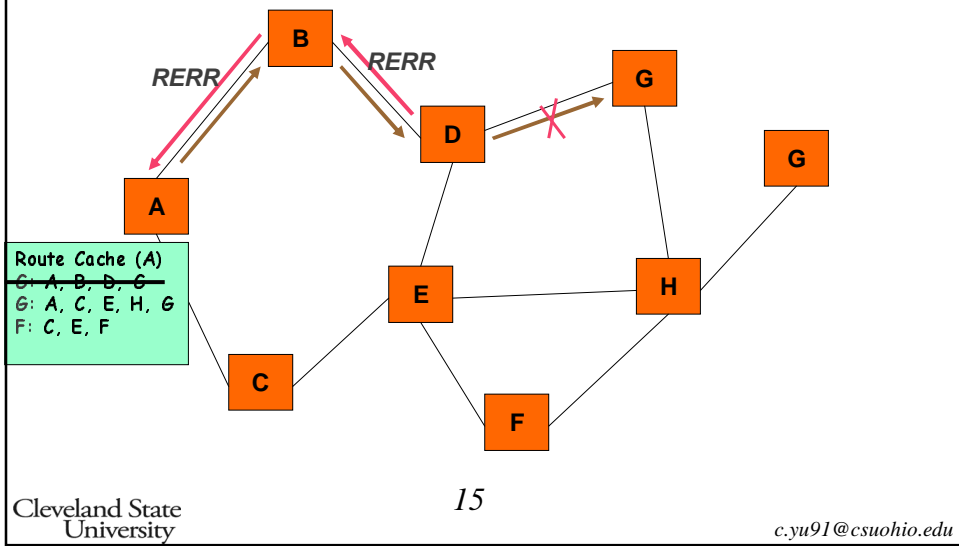 B
RERR
RERR
G
D
G
A
Route Cache (A)
G: A, B, D, G
G: A, C, E, H, G
F: C, E, F
E
H
C
F
Cleveland State
University
15
c.yu91@csuohio.edu